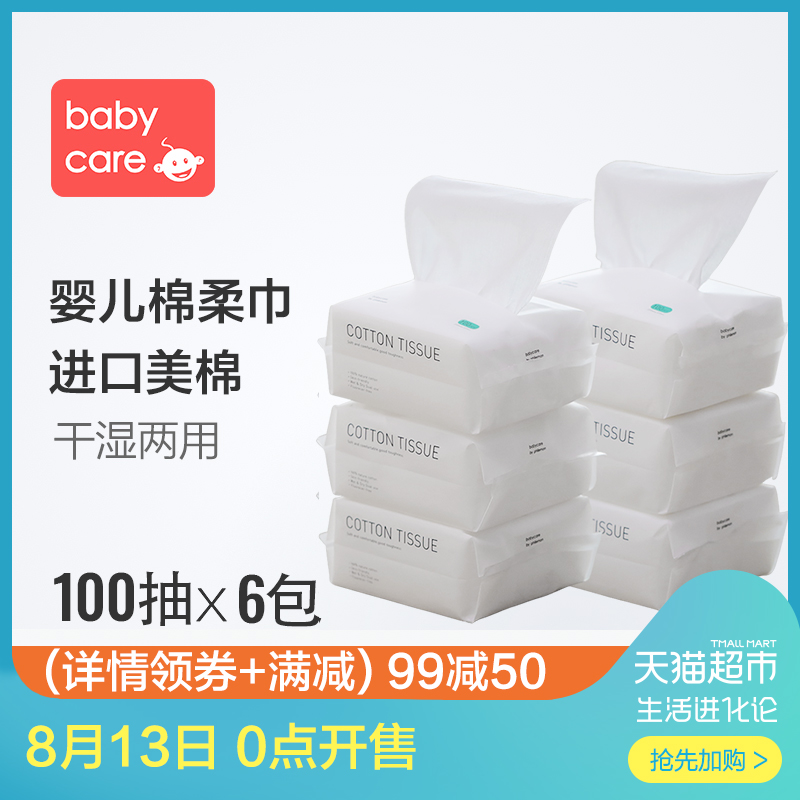 baby
care
婴儿棉柔巾
进口美棉
干湿两用
100抽X6包
COTTON TISSUE
COTTON TISSUE
COTTON TISSUE
TISSUE
TISSUE
TISSUE
(详情领券+满减) 99减50
8月13日 0点开售
TMALL MART
天猫超市
生活进化论
抢先加购 >